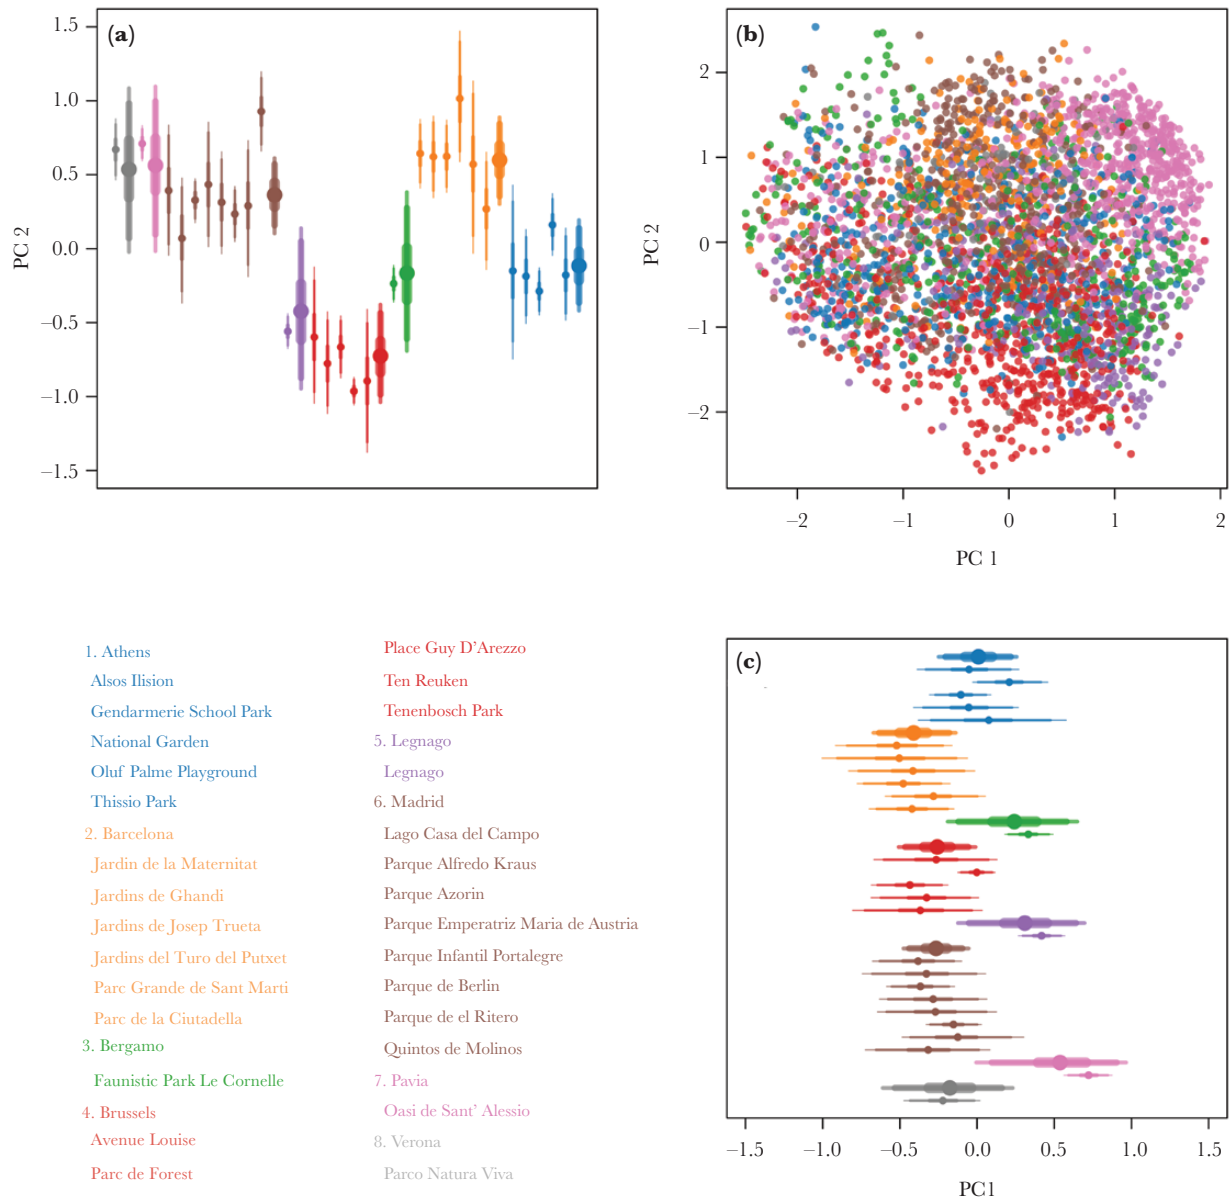 (a)
1.5
1.0
0.5
0.0
−0.5
−1.0
−1.5
PC 2
(b)
2
1
0
−1
−2
PC 2
−2 −1 0 1 2
PC 1
1. Athens
Alsos Ilision
Gendarmerie School Park
National Garden
Oluf Palme Playground
Thissio Park
2. Barcelona
Jardin de la Maternitat
Jardins de Ghandi
Jardins de Josep Trueta
Jardins del Turo del Putxet
Parc Grande de Sant Marti
Parc de la Ciutadella
3. Bergamo
Faunistic Park Le Cornelle
4. Brussels
Avenue Louise
Parc de Forest
Place Guy D’Arezzo
Ten Reuken
Tenenbosch Park
5. Legnago
Legnago
6. Madrid
Lago Casa del Campo
Parque Alfredo Kraus
Parque Azorin
Parque Emperatriz Maria de Austria
Parque Infantil Portalegre
Parque de Berlin
Parque de el Ritero
Quintos de Molinos
7. Pavia
Oasi de Sant’ Alessio
8. Verona
Parco Natura Viva
(c)
−1.5 −1.0 −0.5 0.0 0.5 1.0 1.5
PC1